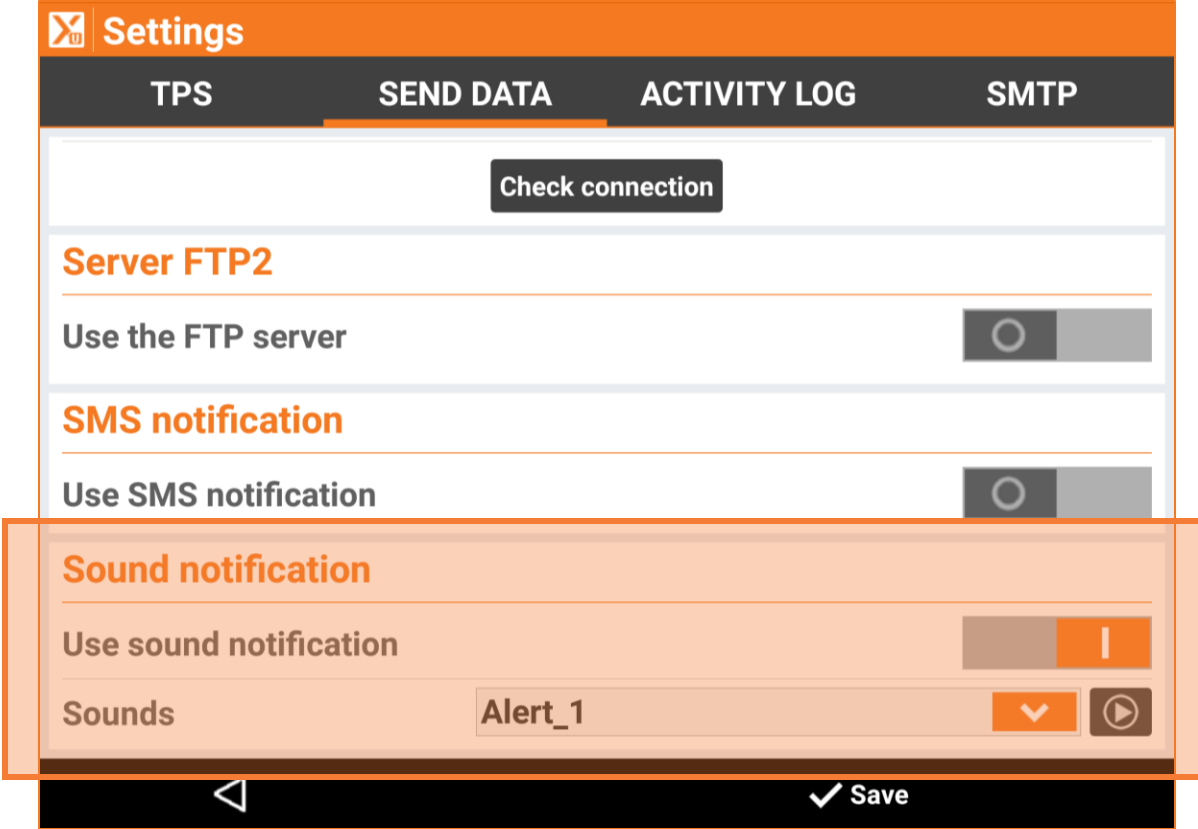 Settings
TPS SEND DATA ACTIVITY LOG SMTP
Check connection
Server FTP2
Use the FTP server
SMS notification
Use SMS notification
Sound notification
Use sound notification
Sounds Alert_1
Save